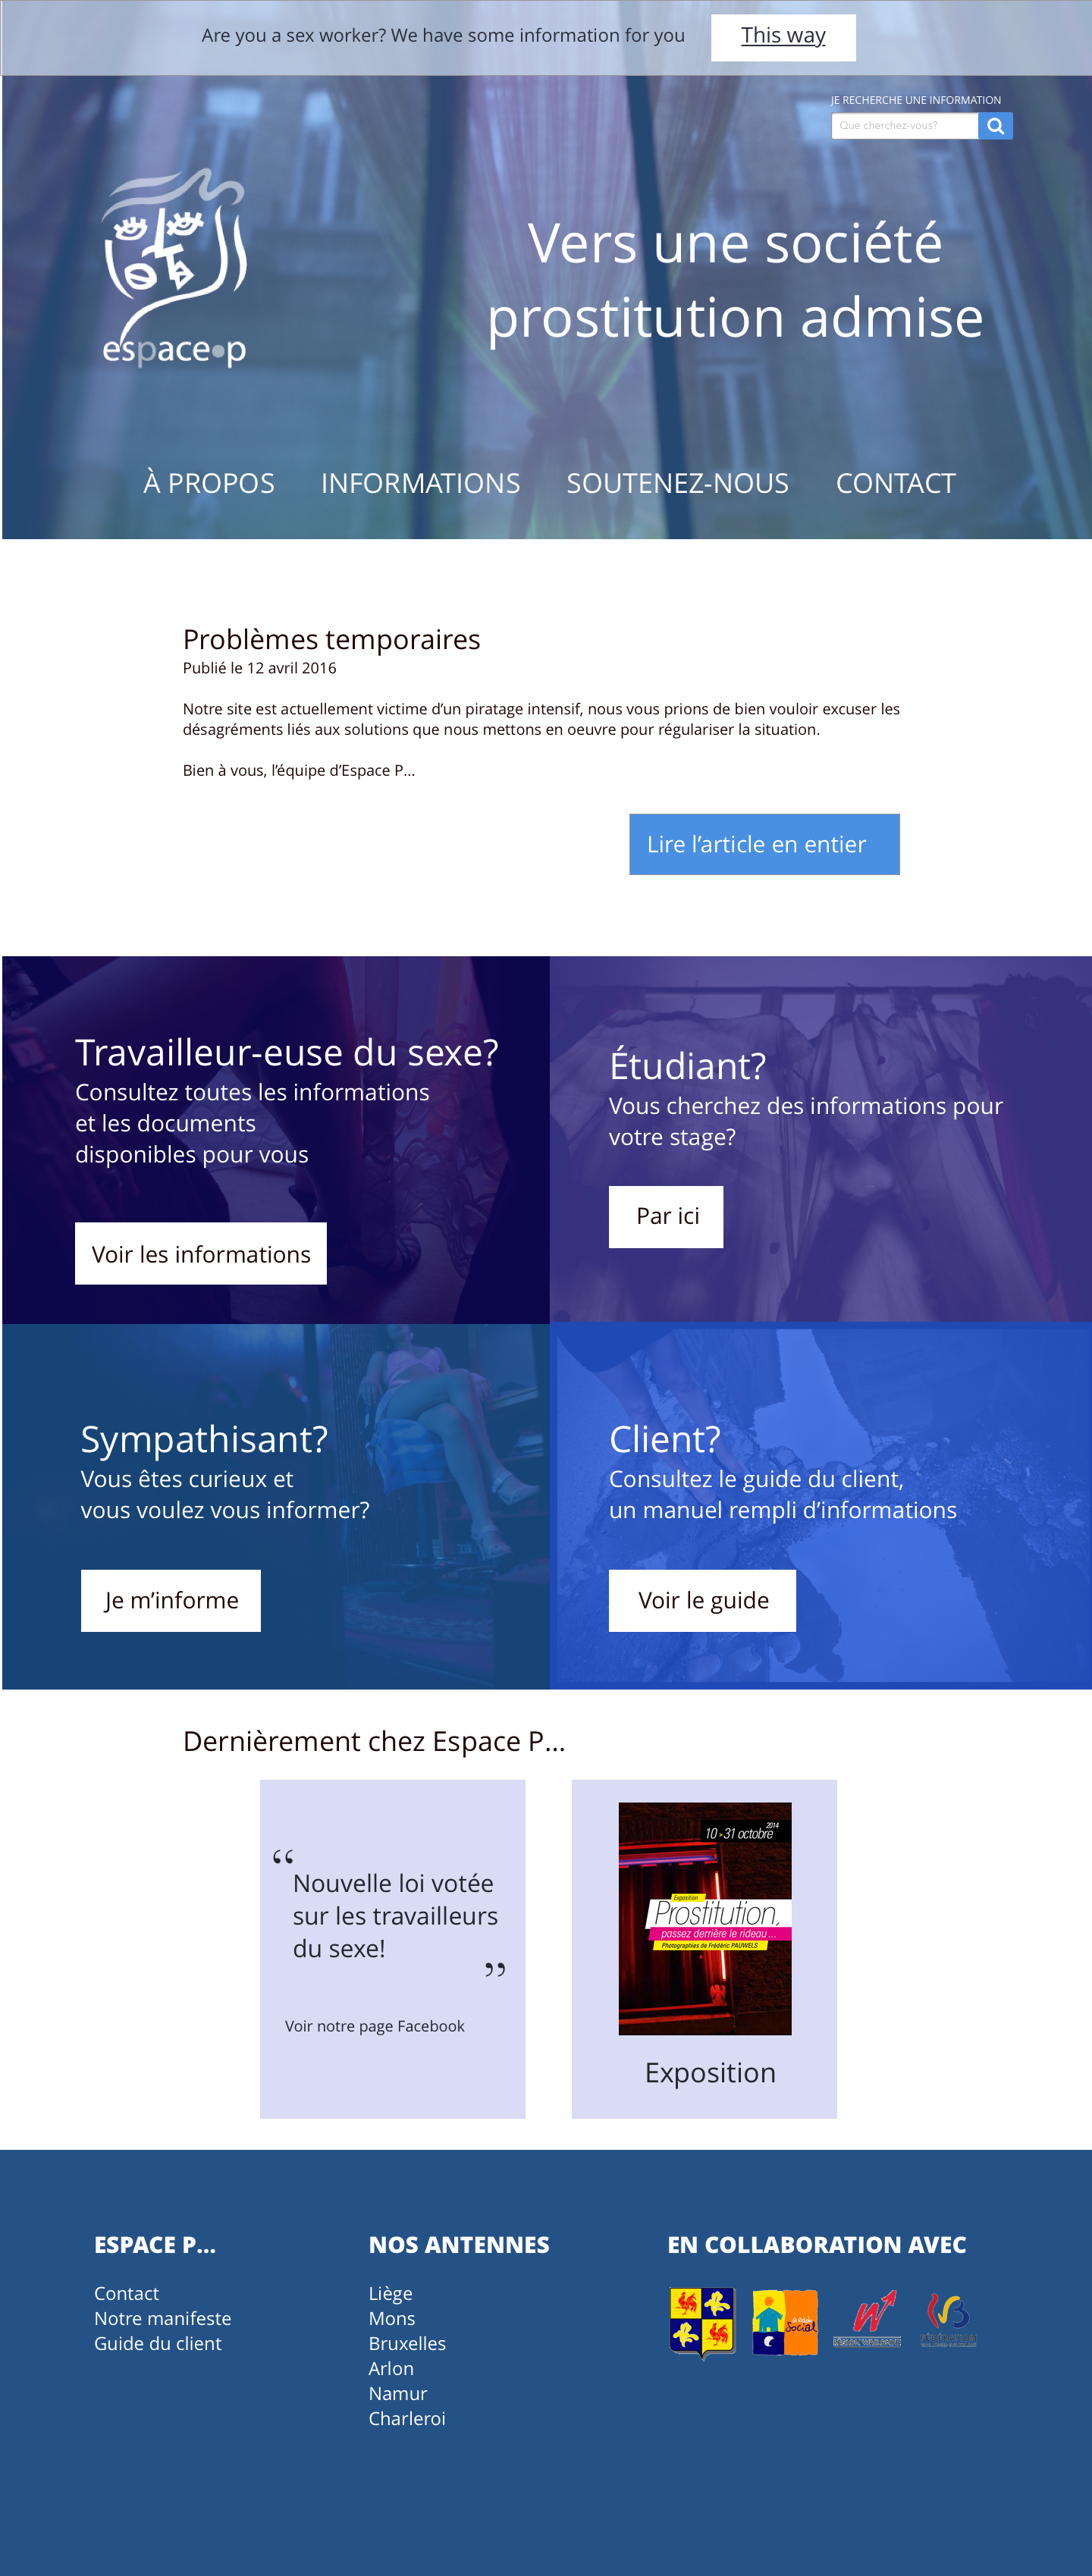 Are you a sex worker? We have some information for you
This way
JE RECHERCHE UNE INFORMATION
Que cherchez-vous?
espace•p
Vers une société
prostitution admise
À PROPOS
INFORMATIONS
SOUTENEZ-NOUS
CONTACT
Problèmes temporaires
Publié le 12 avril 2016
Notre site est actuellement victime d’un piratage intensif, nous vous prions de bien vouloir excuser les
désagréments liés aux solutions que nous mettons en oeuvre pour régulariser la situation.
Bien à vous, l’équipe d’Espace P…
Lire l’article en entier
Travailleur-euse du sexe?
Consultez toutes les informations
et les documents
disponibles pour vous
Voir les informations
Étudiant?
Vous cherchez des informations pour
votre stage?
Par ici
Sympathisant?
Vous êtes curieux et
vous voulez vous informer?
Je m’informe
Client?
Consultez le guide du client,
un manuel rempli d’informations
Voir le guide
Dernièrement chez Espace P…
“
Nouvelle loi votée
sur les travailleurs
du sexe!
”
Voir notre page Facebook
2014
10 > 31 octobre
Exposition
Prostitution,
passez derrière le rideau...
Photographies de Frédéric PAUWELS
Exposition
ESPACE P…
Contact
Notre manifeste
Guide du client
NOS ANTENNES
Liège
Mons
Bruxelles
Arlon
Namur
Charleroi
EN COLLABORATION AVEC
Social